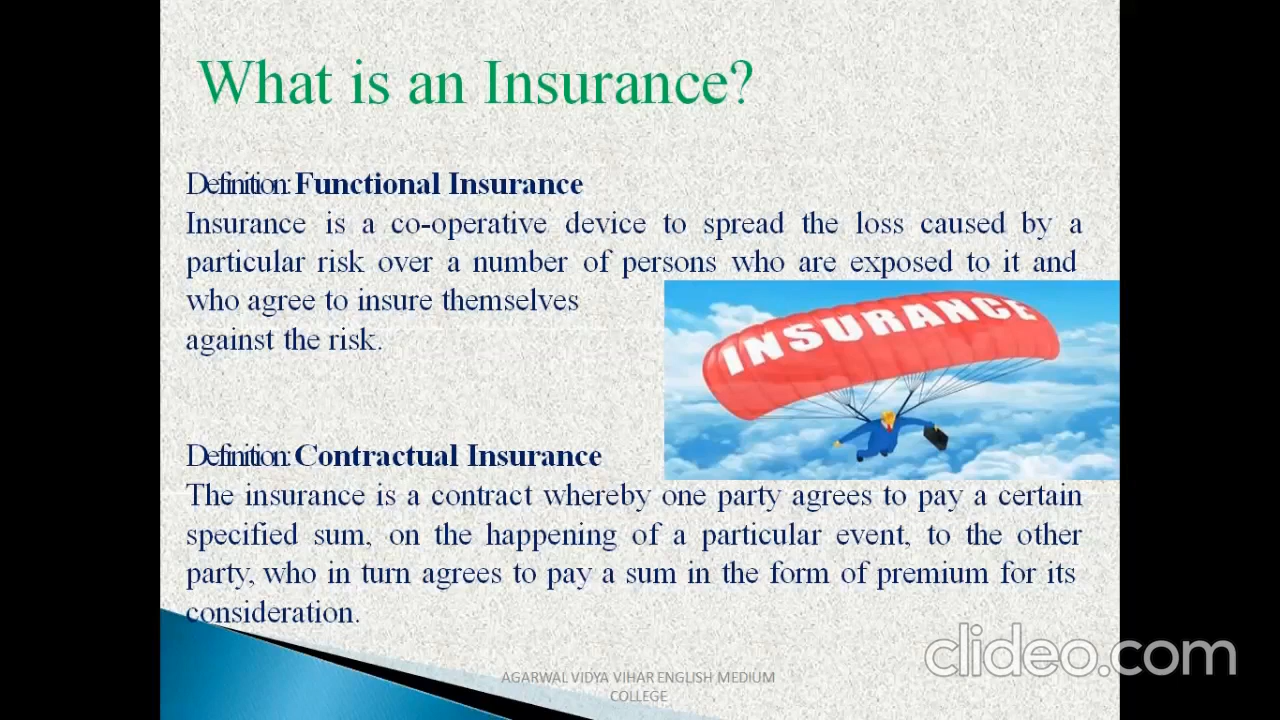 What is an Insurance?
Definition: Functional Insurance
Insurance is a co-operative device to spread the loss caused by a
particular risk over a number of persons who are exposed to it and
who agree to insure themselves
against the risk.
INSURANCE
Definition: Contractual Insurance
The insurance is a contract whereby one party agrees to pay a certain
specified sum, on the happening of a particular event, to the other
party, who in turn agrees to pay a sum in the form of premium for its
consideration.
clideo.com
AGARWAL VIDYA VIHAR ENGLISH MEDIUM
COLLEGE